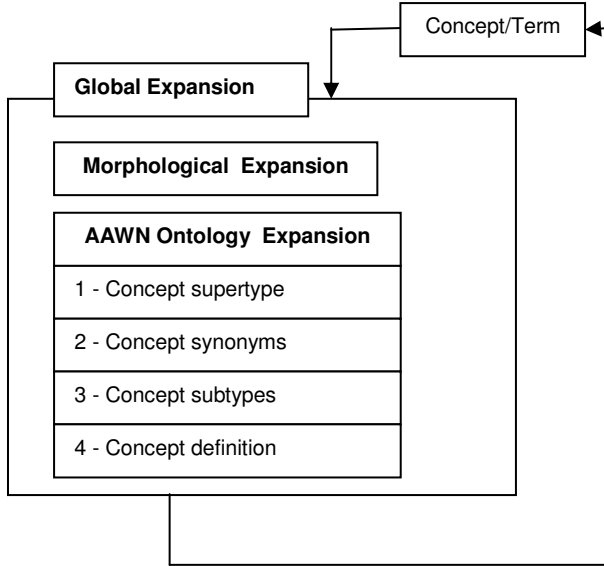 Concept/Term
Global Expansion
Morphological Expansion
AAWN Ontology Expansion
1 - Concept supertype
2 - Concept synonyms
3 - Concept subtypes
4 - Concept definition